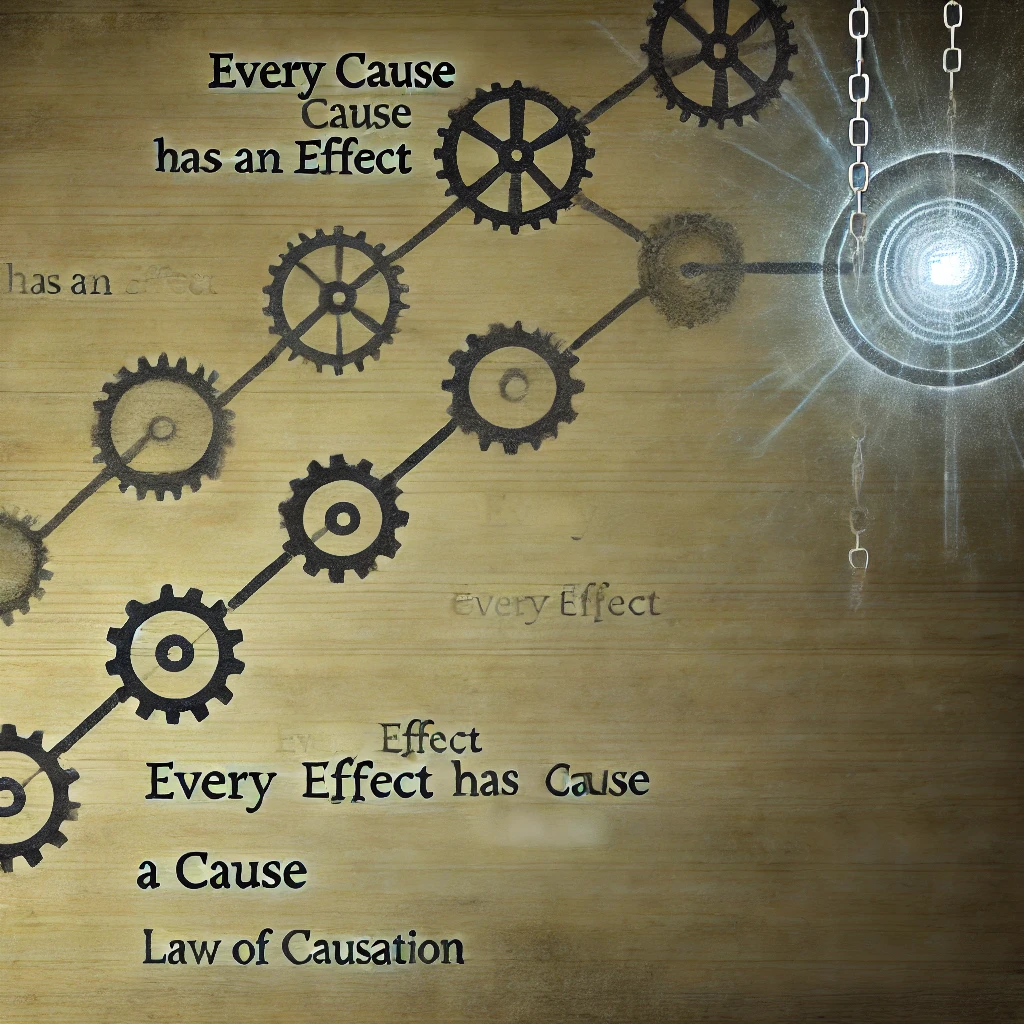 Every Cause
Cause
has an Effect
has an Effect
Every Effect
Effect
Every Effect has Cause
a Cause
Law of Causation